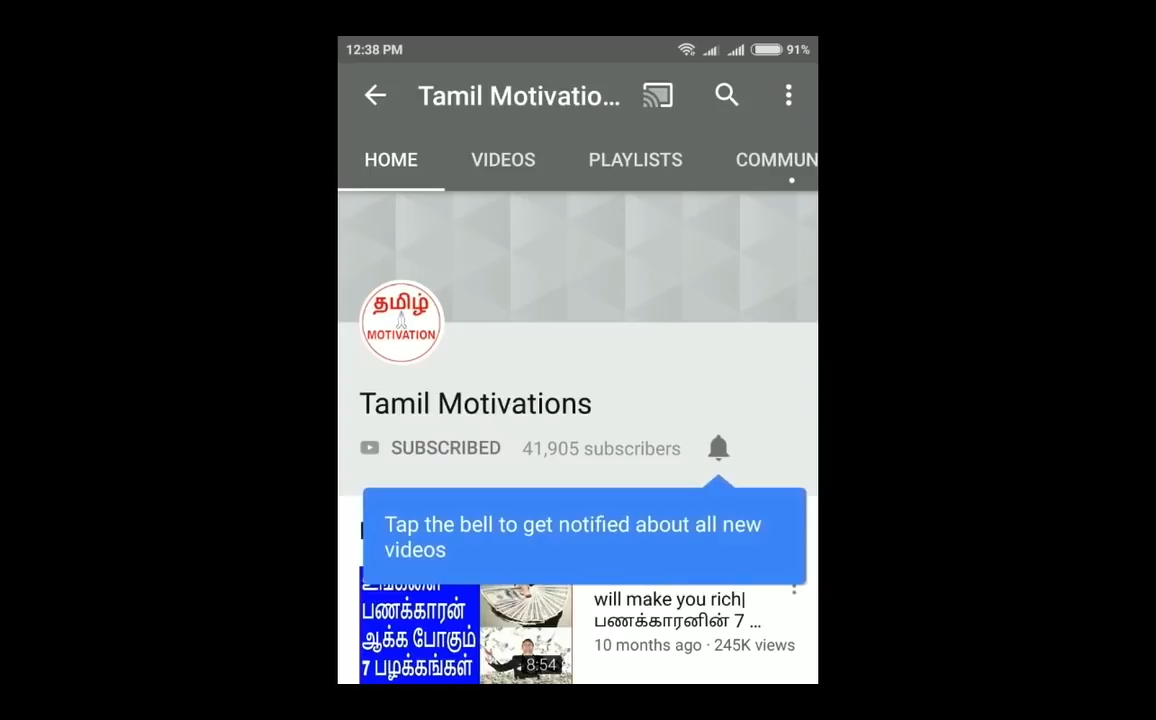 12:38 PM
91%
Tamil Motivatio...
HOME VIDEOS PLAYLISTS COMMUN
தமிழ்
MOTIVATION
Tamil Motivations
SUBSCRIBED 41,905 subscribers
Tap the bell to get notified about all new
videos
பணக்காரன்
ஆக்க போகும்
7 பழக்கங்கள்
8:54
will make you rich|
பணக்காரனின் 7 ...
10 months ago · 245K views